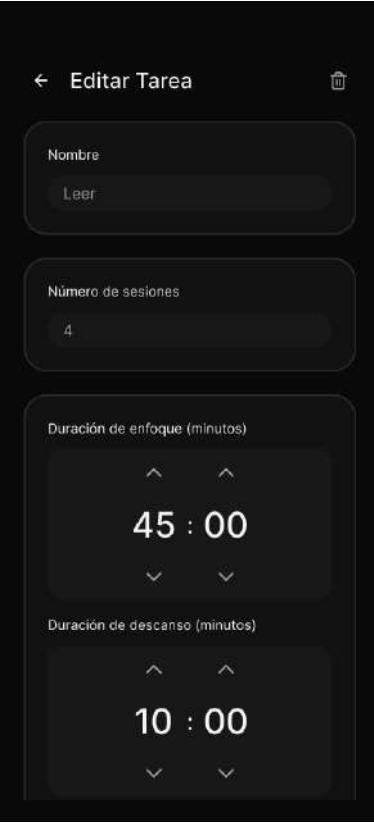 Editar Tarea
Nombre
Leer
Número de sesiones
4
Duración de enfoque (minutos)
45 : 00
Duración de descanso (minutos)
10 : 00